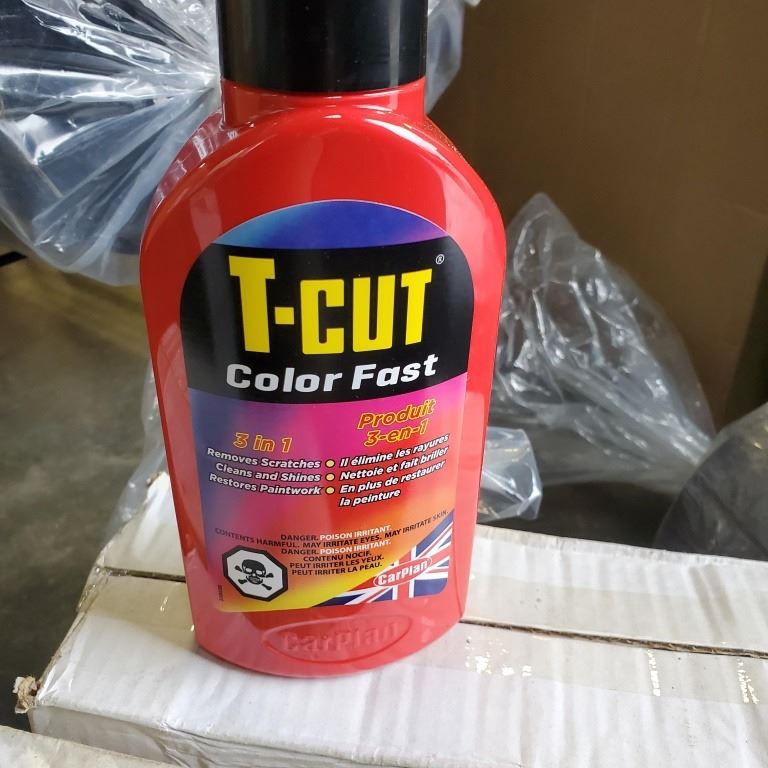 T-CUT®
Color Fast
3 in 1
Removes Scratches
Cleans and Shines
Restores Paintwork
Produit
3-en-1
Il élimine les rayures
Nettoie et fait briller
En plus de restaurer
la peinture
DANGER. POISON IRRITANT.
CONTENTS HARMFUL. MAY IRRITATE EYES. MAY IRRITATE SKIN.
DANGER. POISON IRRITANT.
CONTENU NOCIF.
PEUT IRRITER LES YEUX.
PEUT IRRITER LA PEAU.
CarPlan
CarPlan